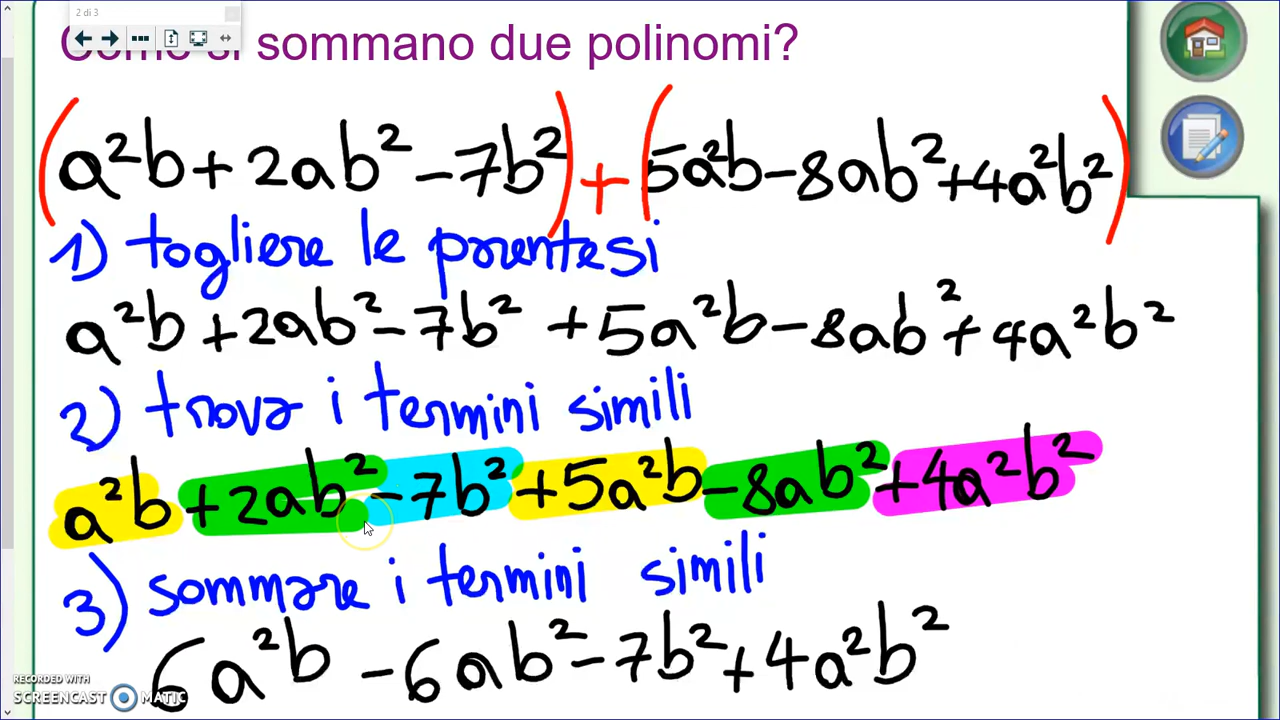 2 di 3
Come si sommano due polinomi?
(a²b + 2ab² - 7b²) + (5a²b - 8ab² + 4a²b²)
1) togliere le parentesi
a²b + 2ab² - 7b² + 5a²b - 8ab² + 4a²b²
2) trova i termini simili
a²b + 2ab² - 7b² + 5a²b - 8ab² + 4a²b²
3) sommare i termini simili
6a²b - 6ab² - 7b² + 4a²b²
RECORDED WITH
SCREENCAST MATIC